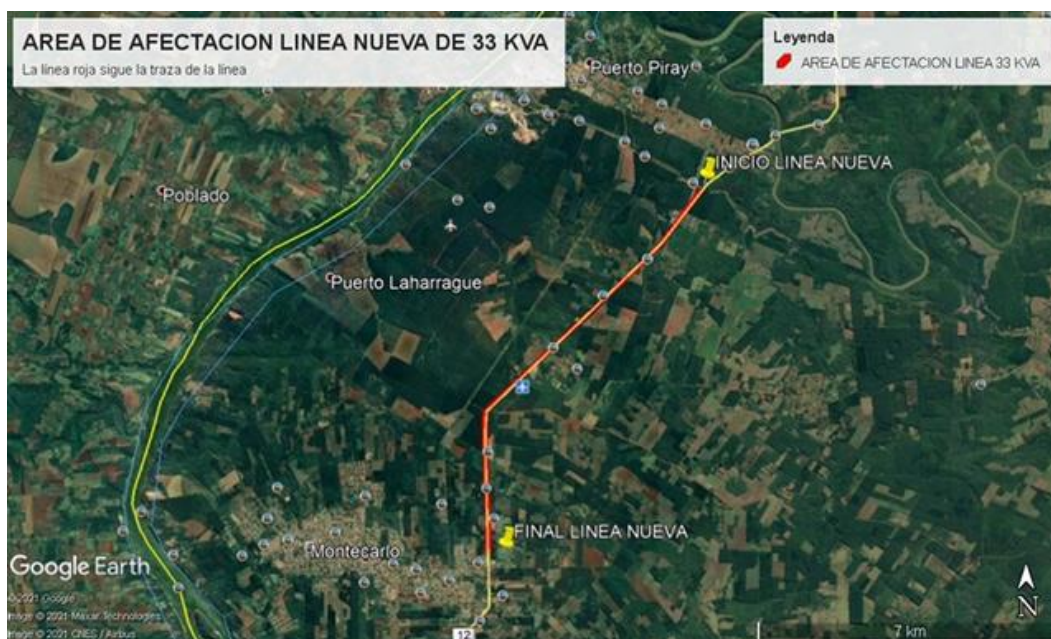 AREA DE AFECTACION LINEA NUEVA DE 33 KVA
La línea roja sigue la traza de la línea
Leyenda
AREA DE AFECTACION LINEA 33 KVA
Puerto Piray
INICIO LINEA NUEVA
Poblado
Puerto Laharrague
FINAL LINEA NUEVA
Montecarlo
Google Earth
©2021 Google
Image © 2021 Maxar Technologies
Image © 2021 CNES / Airbus
12
N
7 km